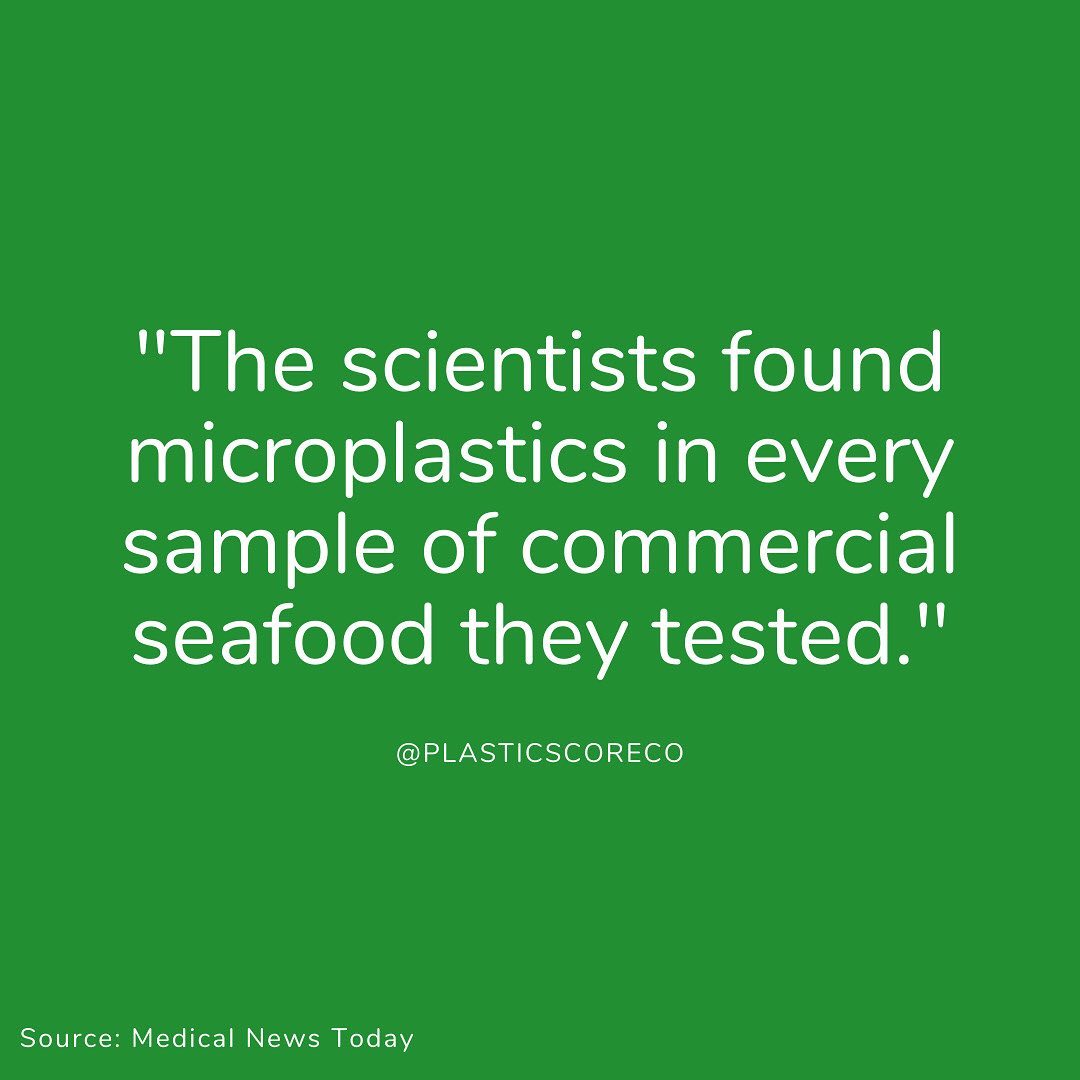 "The scientists found
microplastics in every
sample of commercial
seafood they tested."
@PLASTICSCORECO
Source: Medical News Today